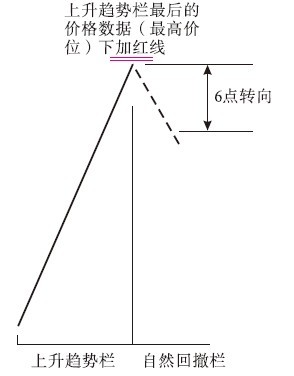 上升趋势栏最后的
价格数据（最高价
位）下加红线
6点转向
上升趋势栏
自然回撤栏